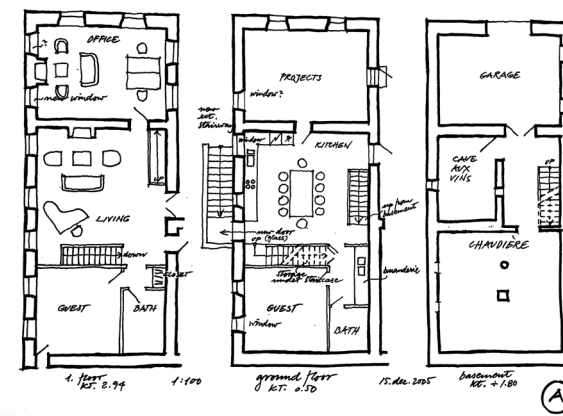 OFFICE
?
new window
UP
LIVING
down
CLOSET
GUEST
BATH
1. floor
KT. 2.94
1:100
PROJECTS
window?
new
ext.
stairway
window
KITCHEN
up from
basement
new door
(glass)
up
storage
under staircase
buanderie
GUEST
window
BATH
ground floor
KT. 0.50
15. dec. 2005
GARAGE
CAVE
AUX
VINS
UP
CHAUDIERE
basement
KT. ÷ 1.80
A